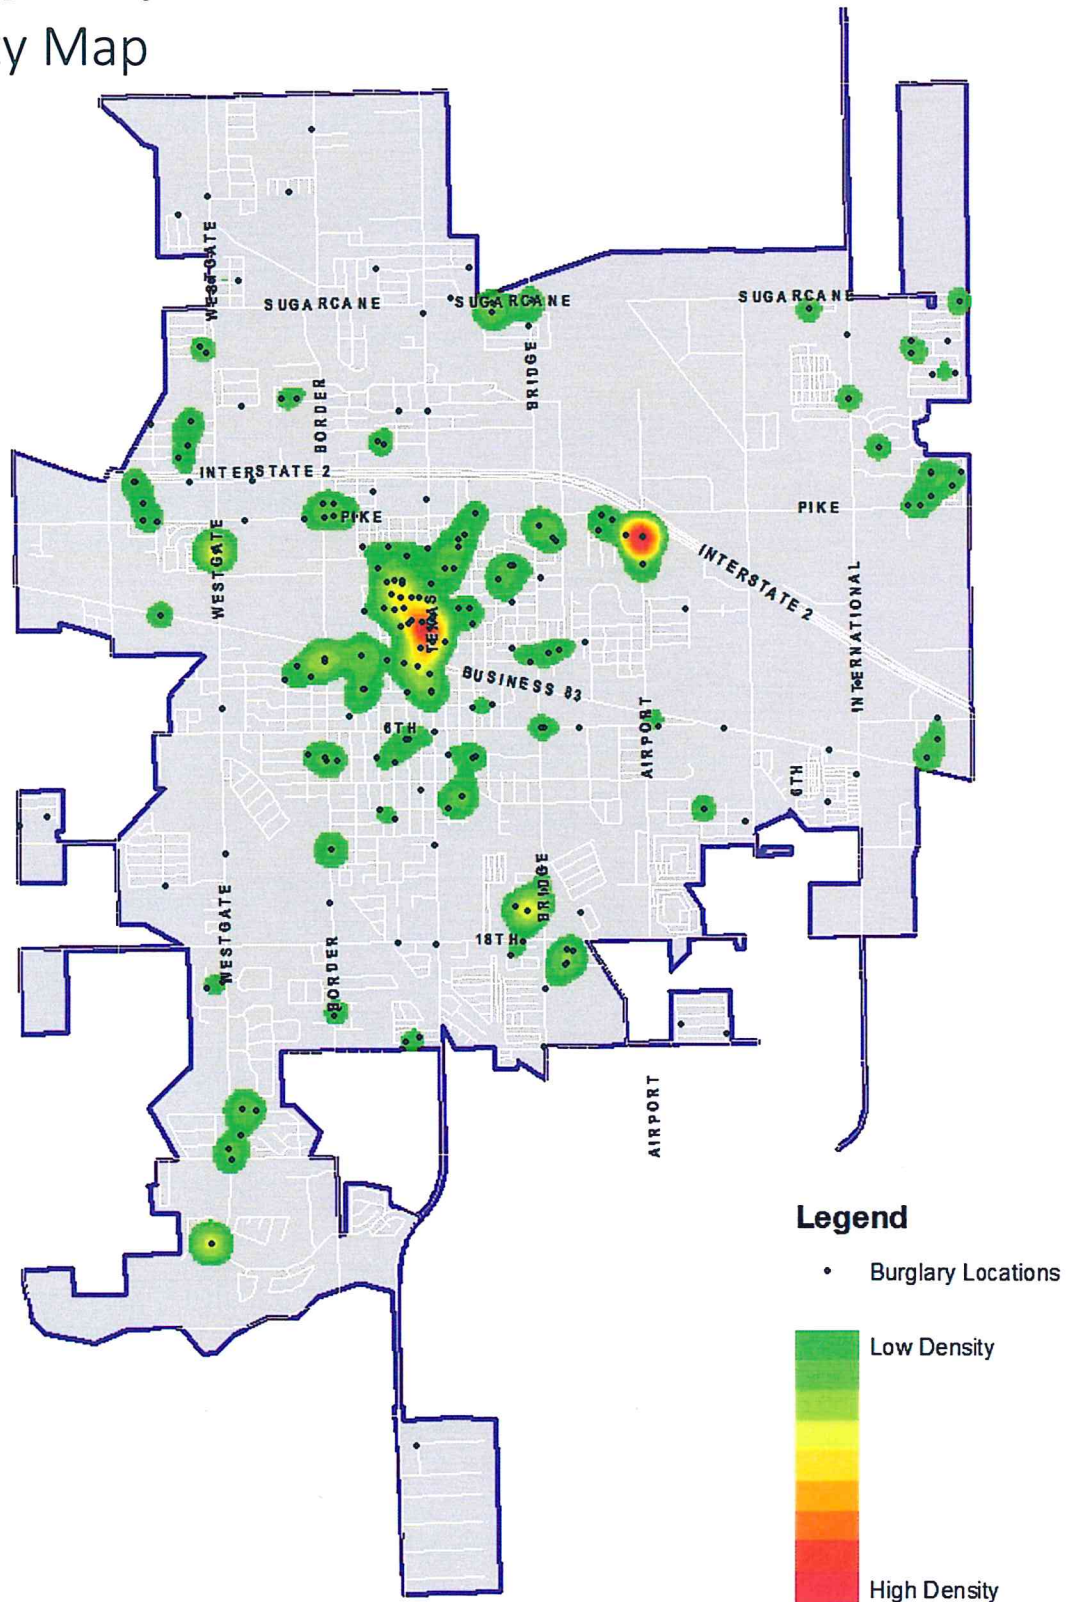 y Map
WESTGATE
SUGARCANE
SUGARCANE
SUGARCANE
BORDER
BRIDGE
INTERSTATE 2
PIKE
PIKE
WESTGATE
INTERSTATE 2
TEXAS
INTERNATIONAL
BUSINESS 83
6TH
AIRPORT
6TH
BRIDGE
WESTGATE
18TH
BORDER
AIRPORT
Legend
Burglary Locations
Low Density
High Density